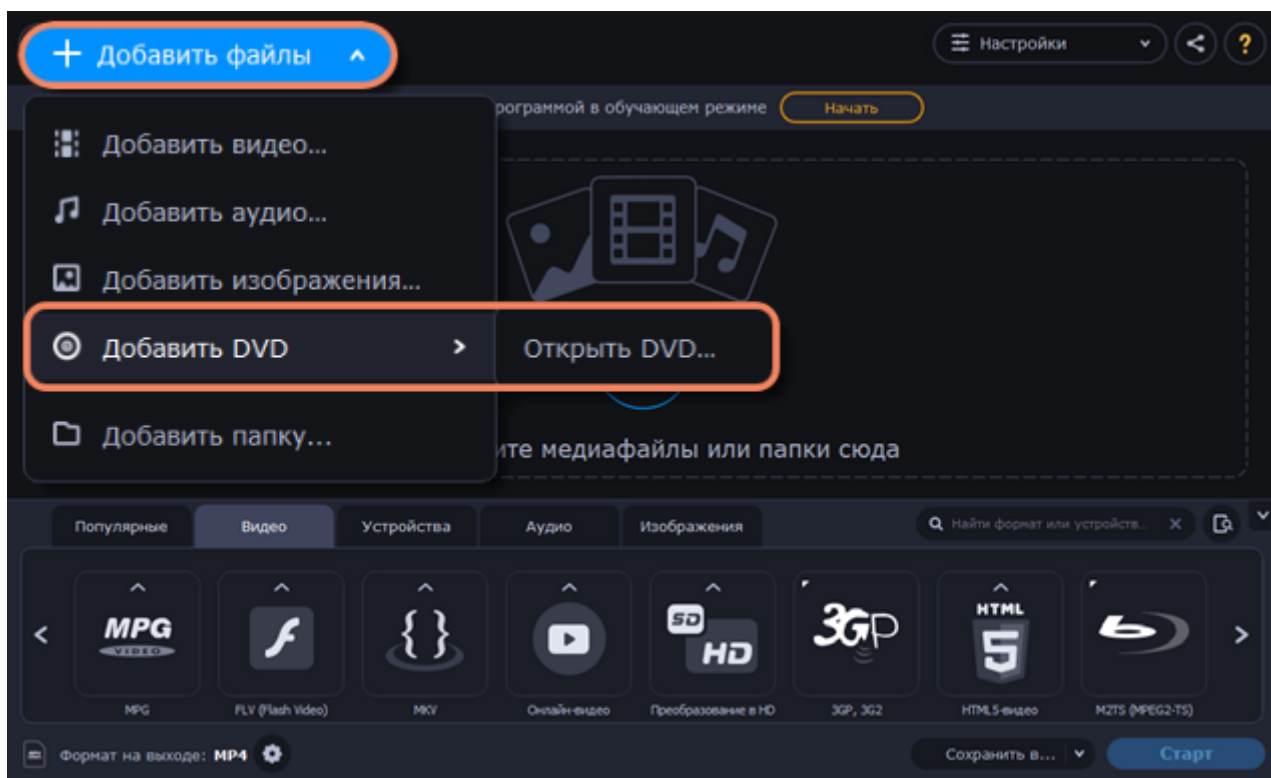 Добавить файлы
Настройки
?
рограммой в обучающем режиме
Начать
Добавить видео...
Добавить аудио...
Добавить изображения...
Добавить DVD
Открыть DVD...
Добавить папку...
ите медиафайлы или папки сюда
Популярные
Видео
Устройства
Аудио
Изображения
Найти формат или устройств...
MPG
VIDEO
SD
HD
3GP
HTML
5
MPG
FLV (Flash Video)
MKV
Онлайн-видео
Преобразование в HD
3GP, 3G2
HTML5-видео
M2TS (MPEG2-TS)
Формат на выходе: MP4
Сохранить в...
Старт